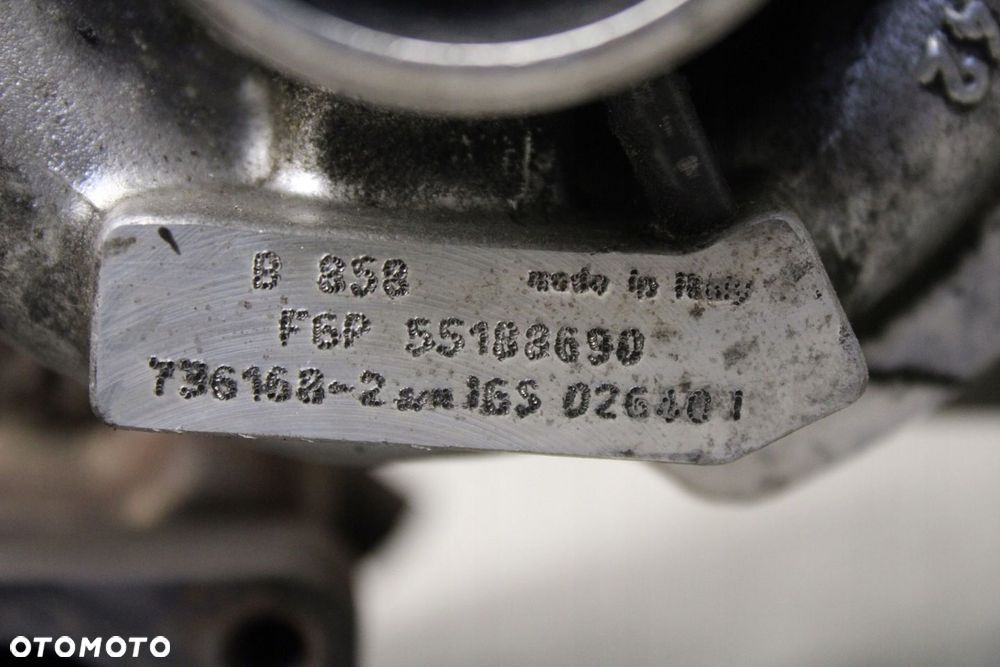 B 858 made in Italy
FGP 55188690
736168-2 s/n IGS 026401
OTOMOTO